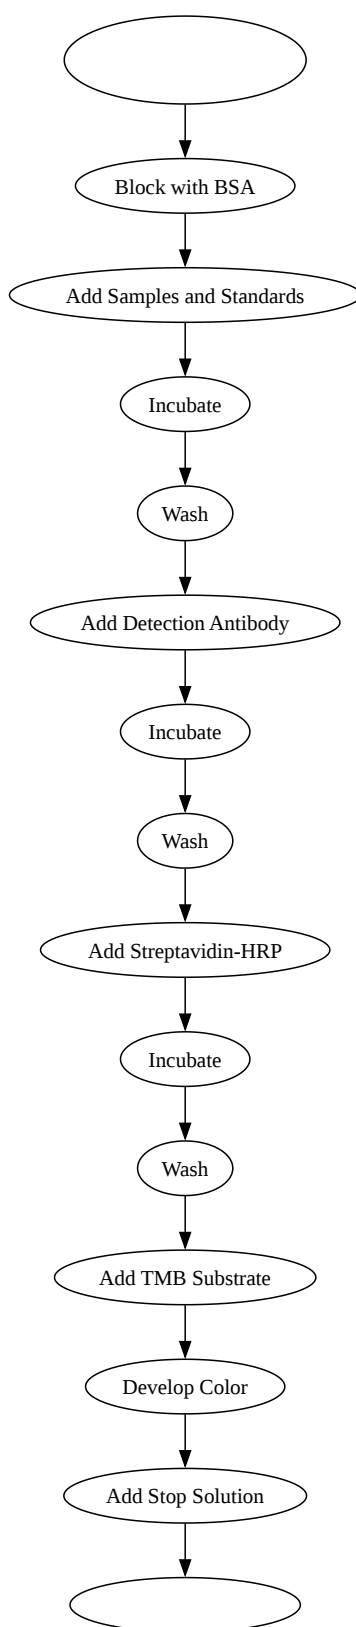 Block with BSA
Add Samples and Standards
Incubate
Wash
Add Detection Antibody
Incubate
Wash
Add Streptavidin-HRP
Incubate
Wash
Add TMB Substrate
Develop Color
Add Stop Solution